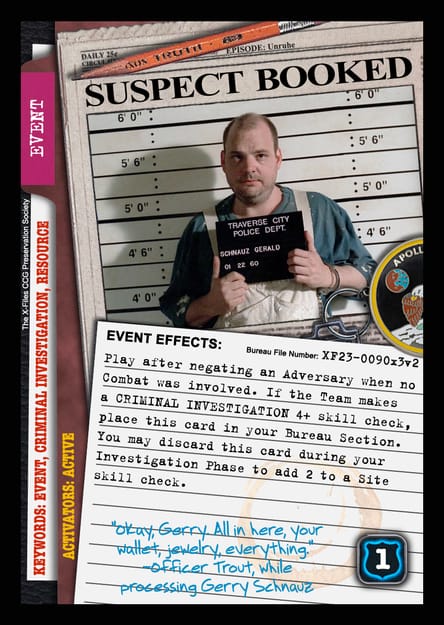 DAILY 25¢
EPISODE: Unruhe
SUSPECT BOOKED
EVENT
6' 0"
6' 0"
5' 6"
5' 6"
5' 0"
5' 0"
4' 6"
4' 6"
4' 0"
TRAVERSE CITY
POLICE DEPT.
SCHNAUZ GERALD
01 22 60
APOLL
The X-Files CCG Preservation Society
KEYWORDS: EVENT, CRIMINAL INVESTIGATION, RESOURCE
ACTIVATORS: ACTIVE
EVENT EFFECTS:
Bureau File Number: XF23-0090x3v2
Play after negating an Adversary when no
Combat was involved. If the Team makes
a CRIMINAL INVESTIGATION 4+ skill check,
place this card in your Bureau Section.
You may discard this card during your
Investigation Phase to add 2 to a Site
skill check.
"Okay, Gerry. All in here, your
wallet, jewelry, everything."
-Officer Trout, while
processing Gerry Schnauz
1